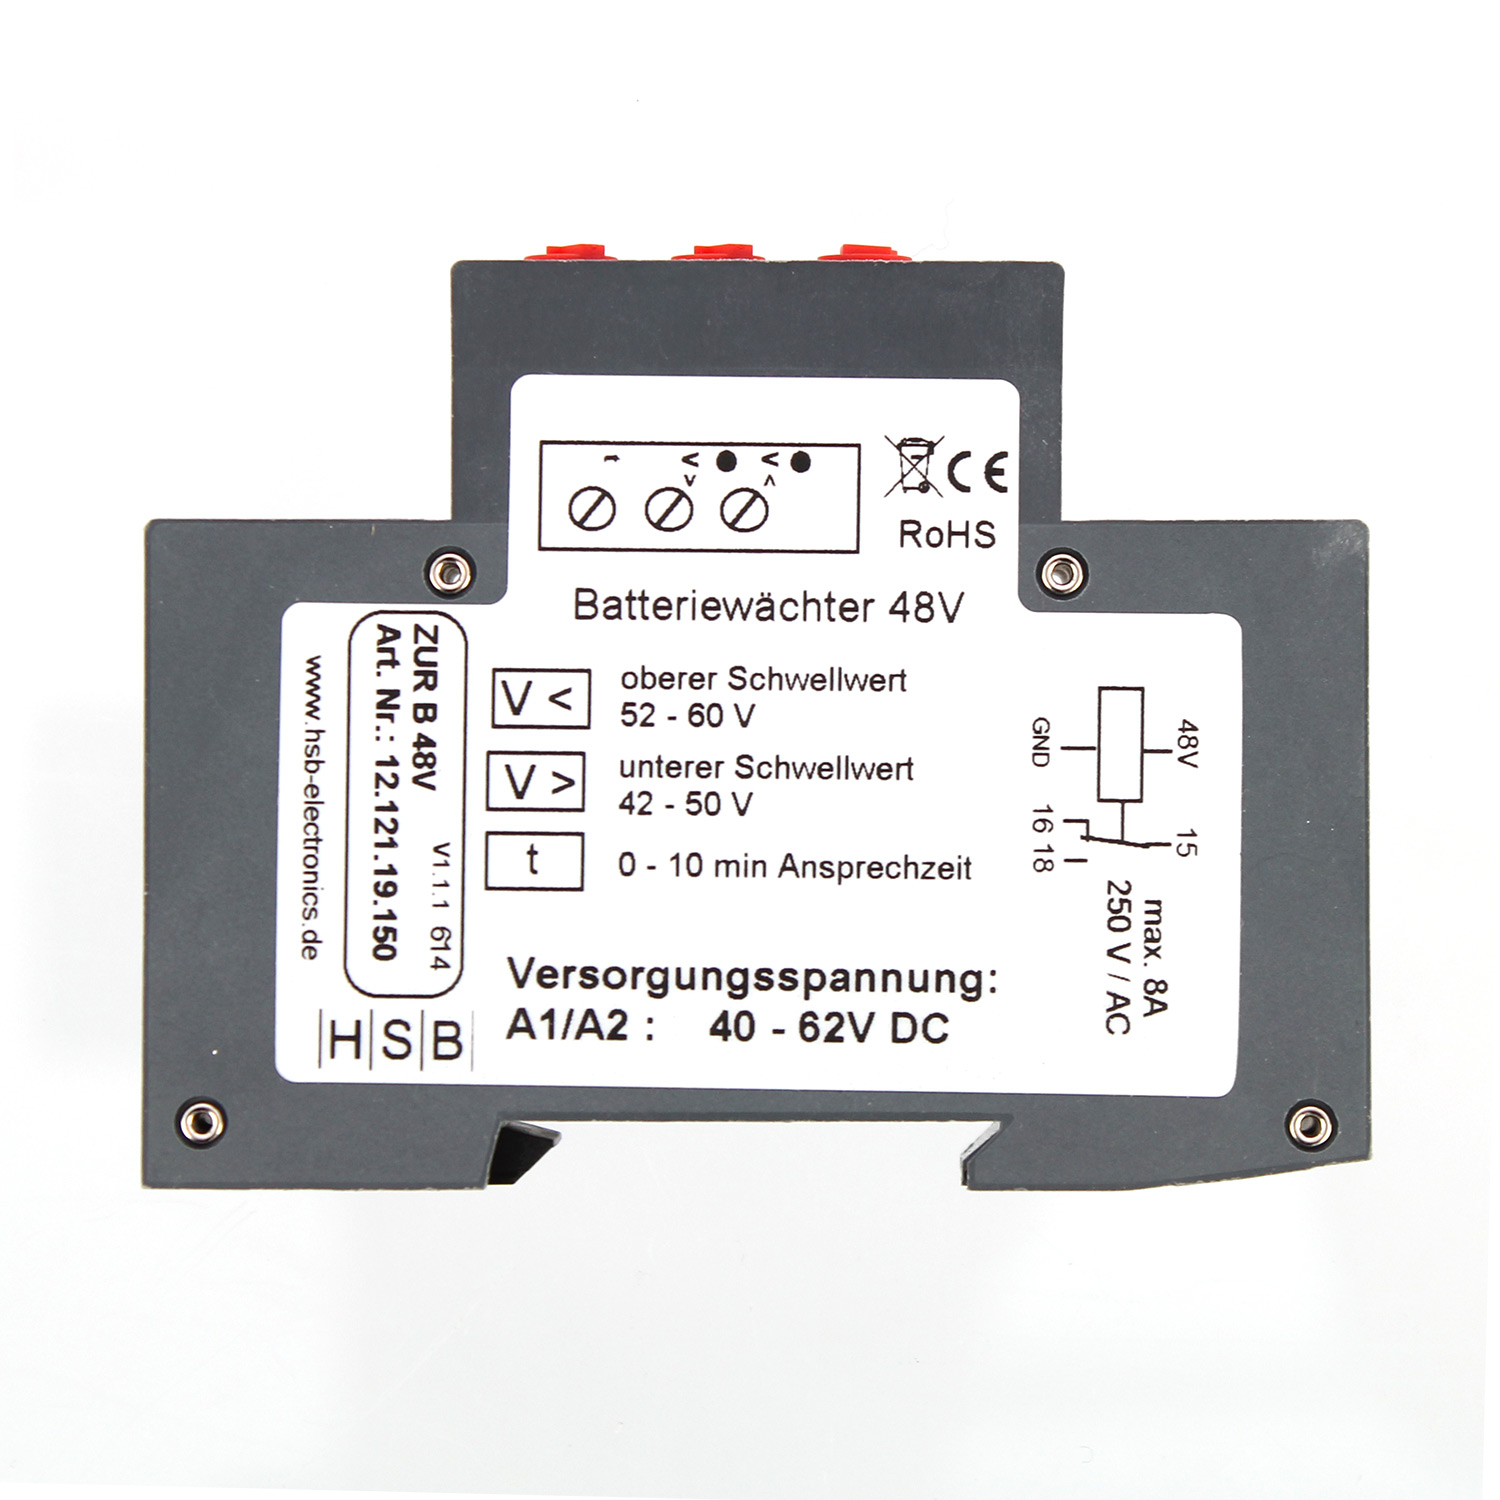 t < <
> ^
CE
RoHS
Batteriewächter 48V
V < oberer Schwellwert
52 - 60 V
V > unterer Schwellwert
42 - 50 V
t 0 - 10 min Ansprechzeit
Versorgungsspannung:
A1/A2 : 40 - 62V DC
ZUR B 48V
Art. Nr.: 12.121.19.150
V1.1.1 614
www.hsb-electronics.de
H S B
48V
GND
15
16 18
max. 8A
250 V / AC